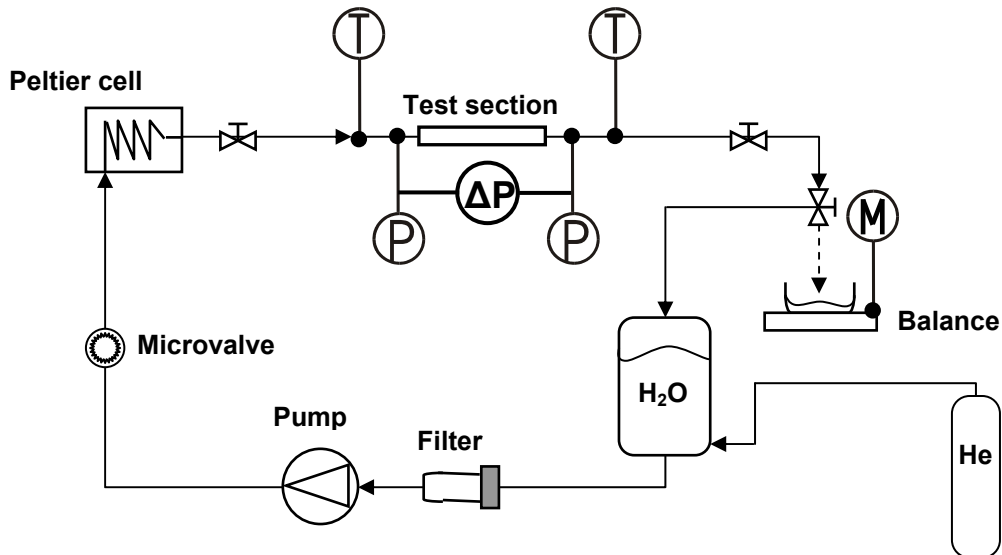 T
T
Peltier cell
Test section
ΔP
P
P
M
Balance
Microvalve
H₂O
Pump
Filter
He